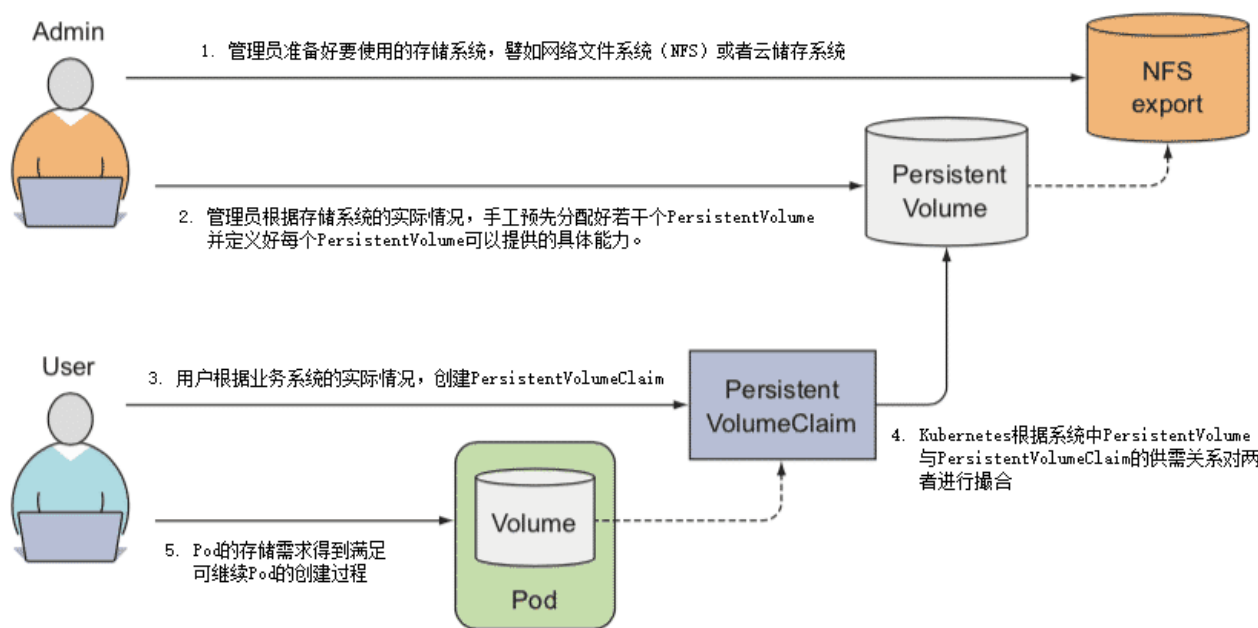 Admin
1. 管理员准备好要使用的存储系统，譬如网络文件系统（NFS）或者云储存系统
NFS
export
Persistent
Volume
2. 管理员根据存储系统的实际情况，手工预先分配好若干个PersistentVolume
并定义好每个PersistentVolume可以提供的具体能力。
User
3. 用户根据业务系统的实际情况，创建PersistentVolumeClaim
Persistent
VolumeClaim
4. Kubernetes根据系统中PersistentVolume
与PersistentVolumeClaim的供需关系对两
者进行撮合
Volume
5. Pod的存储需求得到满足
可继续Pod的创建过程
Pod